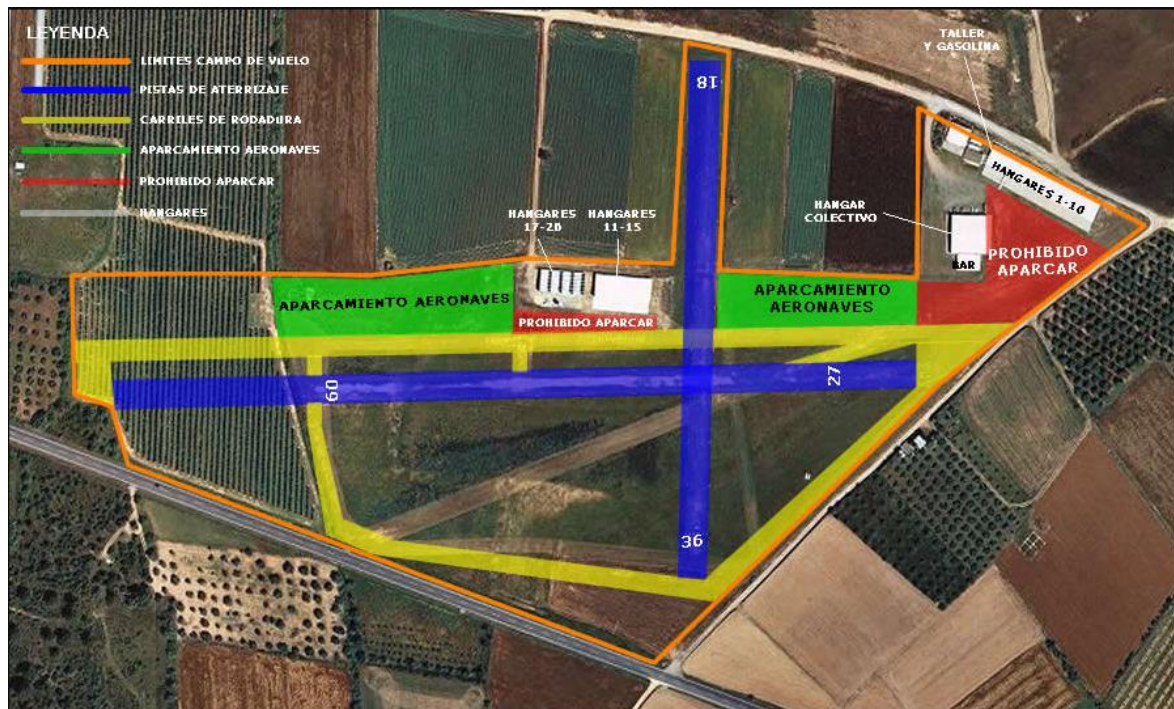 LEYENDA
LIMITES CAMPO DE VUELO
PISTAS DE ATERRIZAJE
CARRILES DE RODADURA
APARCAMIENTO AERONAVES
PROHIBIDO APARCAR
HANGARES
TALLER
Y GASOLINA
18
HANGARES 1-10
HANGAR
COLECTIVO
HANGARES
17-20
HANGARES
11-15
BAR
PROHIBIDO
APARCAR
APARCAMIENTO AERONAVES
APARCAMIENTO
AERONAVES
PROHIBIDO APARCAR
09
27
36